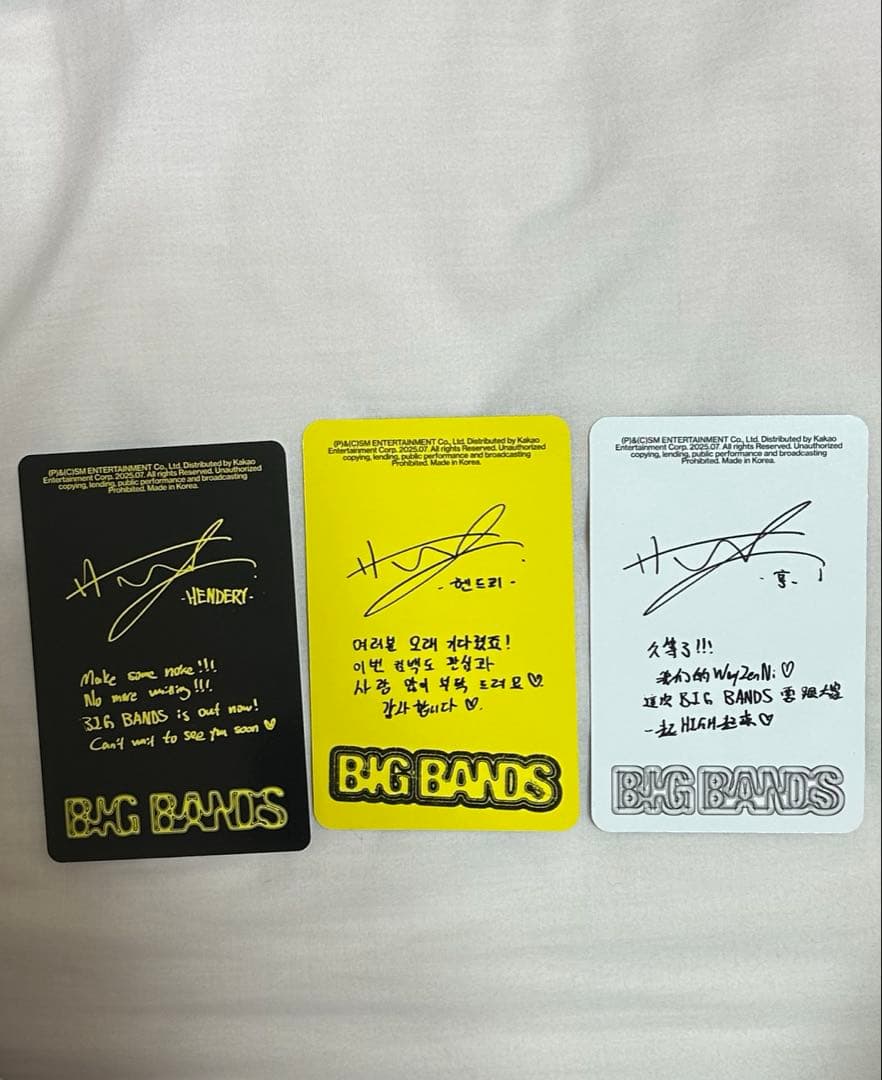 (P)&(C)SM ENTERTAINMENT Co., Ltd. Distributed by Kakao
Entertainment Corp. 2025.07. All rights Reserved. Unauthorized
copying, lending, public performance and broadcasting
Prohibited. Made in Korea.
-HENDERY-
Make some noise!!!
No more waiting!!!
BIG BANDS is out now!
Can't wait to see you soon♡
BIG BANDS
(P)&(C)SM ENTERTAINMENT Co., Ltd. Distributed by Kakao
Entertainment Corp. 2025.07. All rights Reserved. Unauthorized
copying, lending, public performance and broadcasting
Prohibited. Made in Korea.
-헨드리-
여러분 오래 기다렸죠!
이번 컴백도 관심과
사랑 많이 부탁 드려요♡
감사합니다♡.
BIG BANDS
(P)&(C)SM ENTERTAINMENT Co., Ltd. Distributed by Kakao
Entertainment Corp. 2025.07. All rights Reserved. Unauthorized
copying, lending, public performance and broadcasting
Prohibited. Made in Korea.
久等了!!!
我们的WayZenNi♡
这次 BIG BANDS 要跟大家
一起HIGH起来♡
BIG BANDS